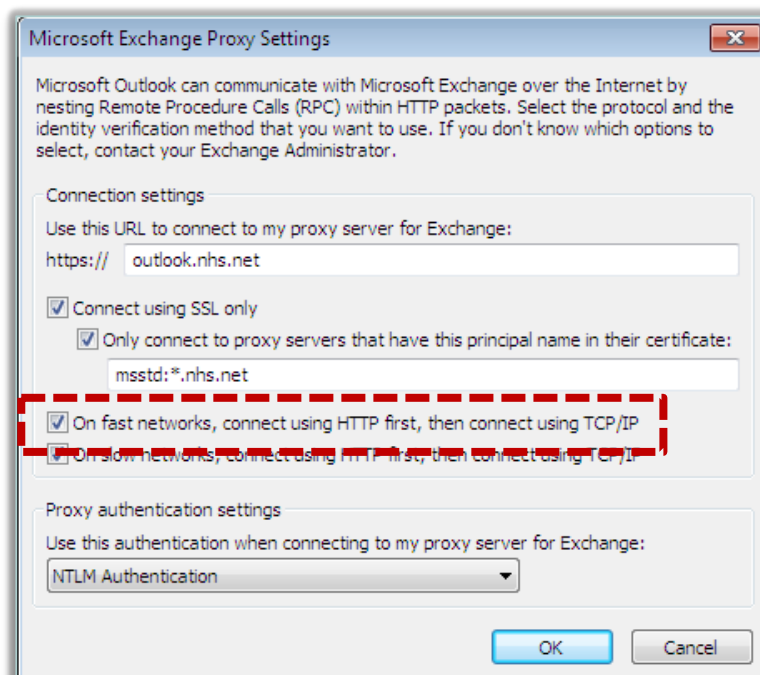 Microsoft Exchange Proxy Settings
Microsoft Outlook can communicate with Microsoft Exchange over the Internet by
nesting Remote Procedure Calls (RPC) within HTTP packets. Select the protocol and the
identity verification method that you want to use. If you don't know which options to
select, contact your Exchange Administrator.
Connection settings
Use this URL to connect to my proxy server for Exchange:
https:// outlook.nhs.net
Connect using SSL only
Only connect to proxy servers that have this principal name in their certificate:
msstd:*.nhs.net
On fast networks, connect using HTTP first, then connect using TCP/IP
On slow networks, connect using HTTP first, then connect using TCP/IP
Proxy authentication settings
Use this authentication when connecting to my proxy server for Exchange:
NTLM Authentication
OK Cancel